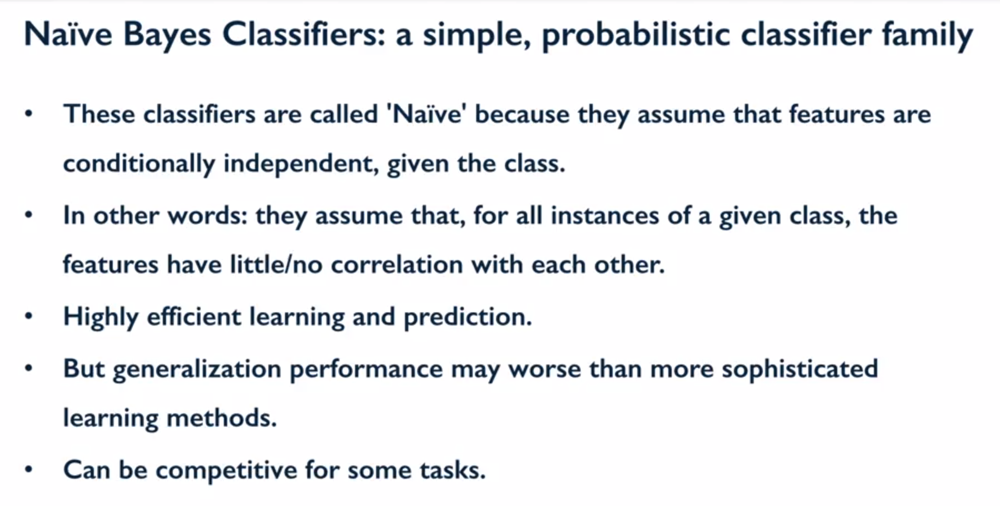 Naïve Bayes Classifiers: a simple, probabilistic classifier family
• These classifiers are called 'Naïve' because they assume that features are
conditionally independent, given the class.
• In other words: they assume that, for all instances of a given class, the
features have little/no correlation with each other.
• Highly efficient learning and prediction.
• But generalization performance may worse than more sophisticated
learning methods.
• Can be competitive for some tasks.